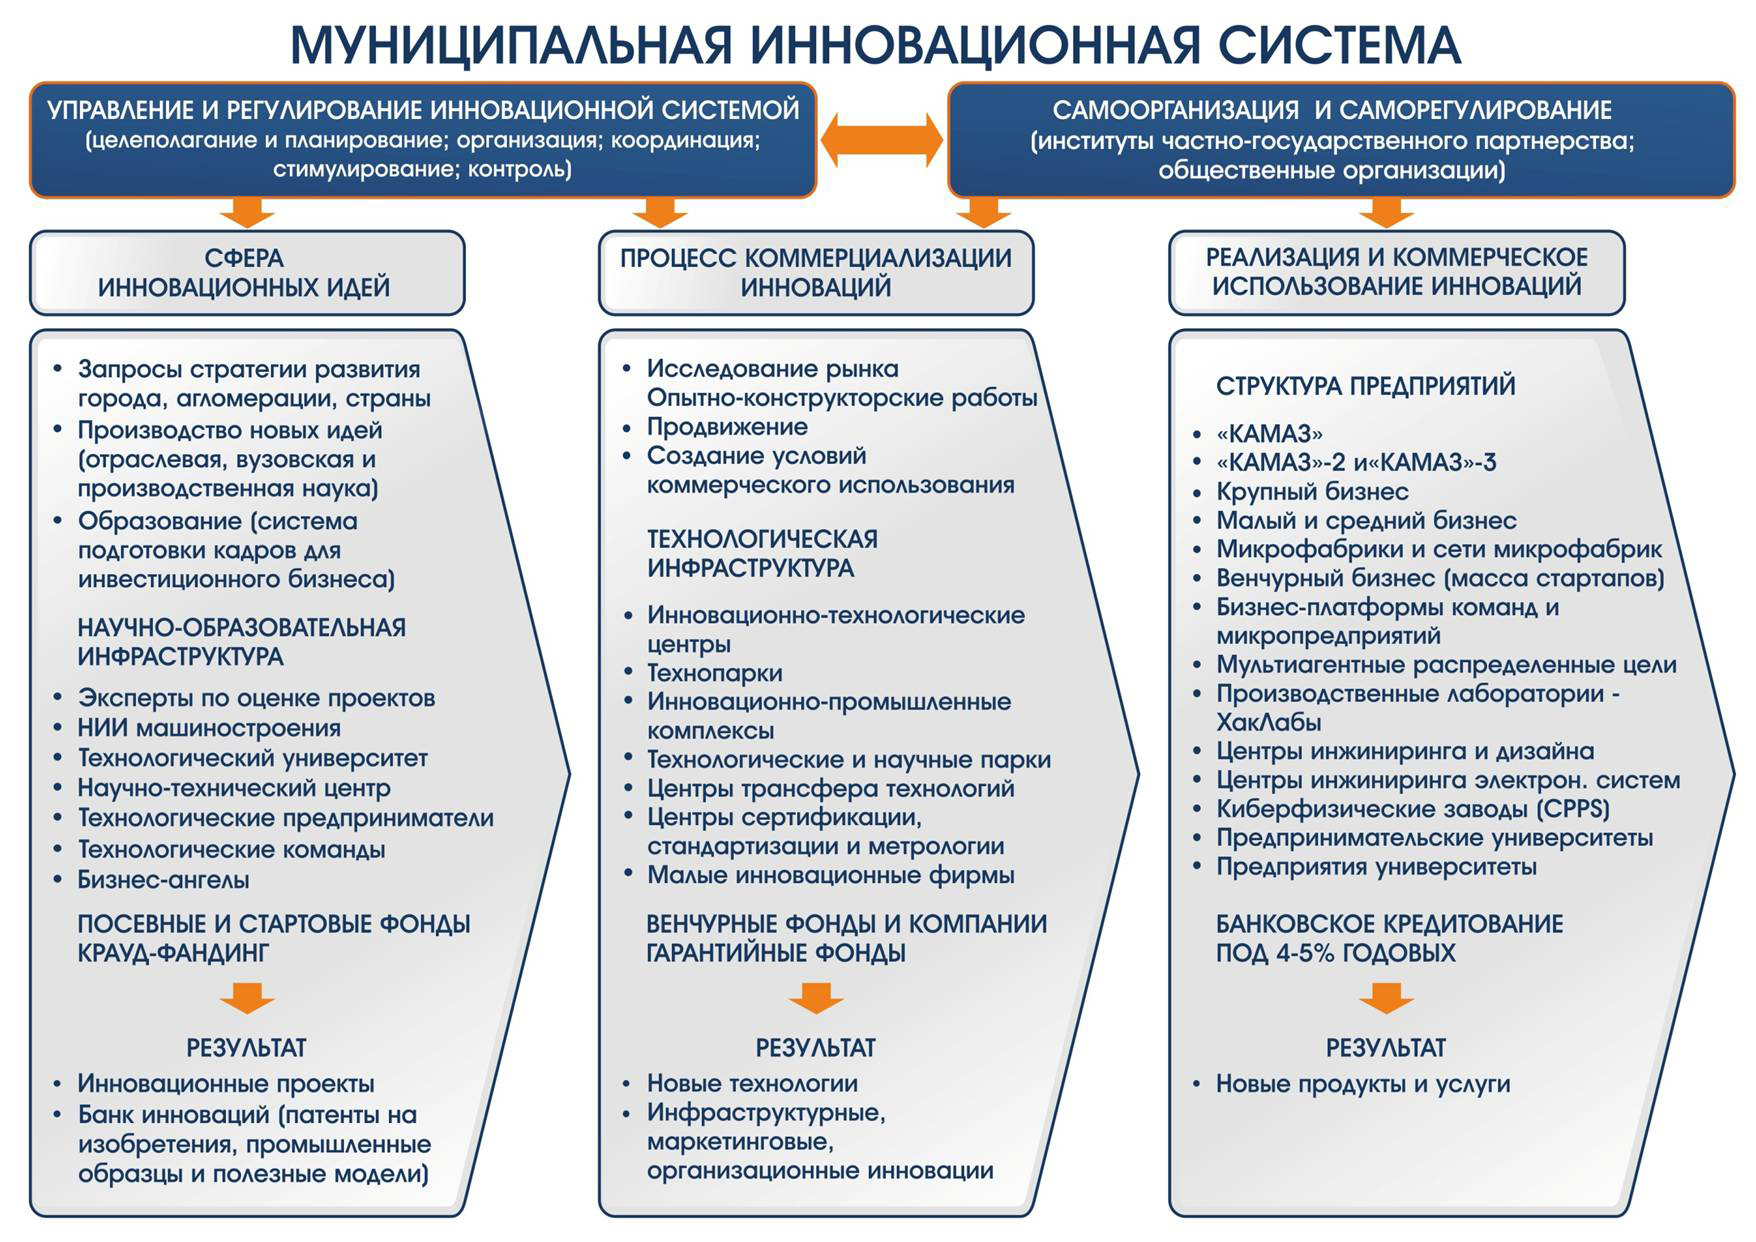 МУНИЦИПАЛЬНАЯ ИННОВАЦИОННАЯ СИСТЕМА
УПРАВЛЕНИЕ И РЕГУЛИРОВАНИЕ ИННОВАЦИОННОЙ СИСТЕМОЙ
(целеполагание и планирование; организация; координация;
стимулирование; контроль)
САМООРГАНИЗАЦИЯ И САМОРЕГУЛИРОВАНИЕ
(институты частно-государственного партнерства;
общественные организации)
СФЕРА
ИННОВАЦИОННЫХ ИДЕЙ
• Запросы стратегии развития
города, агломерации, страны
• Производство новых идей
(отраслевая, вузовская и
производственная наука)
• Образование (система
подготовки кадров для
инвестиционного бизнеса)
НАУЧНО-ОБРАЗОВАТЕЛЬНАЯ
ИНФРАСТРУКТУРА
• Эксперты по оценке проектов
• НИИ машиностроения
• Технологический университет
• Научно-технический центр
• Технологические предприниматели
• Технологические команды
• Бизнес-ангелы
ПОСЕВНЫЕ И СТАРТОВЫЕ ФОНДЫ
КРАУД-ФАНДИНГ
РЕЗУЛЬТАТ
• Инновационные проекты
• Банк инноваций (патенты на
изобретения, промышленные
образцы и полезные модели)
ПРОЦЕСС КОММЕРЦИАЛИЗАЦИИ
ИННОВАЦИЙ
• Исследование рынка
Опытно-конструкторские работы
• Продвижение
• Создание условий
коммерческого использования
ТЕХНОЛОГИЧЕСКАЯ
ИНФРАСТРУКТУРА
• Инновационно-технологические
центры
• Технопарки
• Инновационно-промышленные
комплексы
• Технологические и научные парки
• Центры трансфера технологий
• Центры сертификации,
стандартизации и метрологии
• Малые инновационные фирмы
ВЕНЧУРНЫЕ ФОНДЫ И КОМПАНИИ
ГАРАНТИЙНЫЕ ФОНДЫ
РЕЗУЛЬТАТ
• Новые технологии
• Инфраструктурные,
маркетинговые,
организационные инновации
РЕАЛИЗАЦИЯ И КОММЕРЧЕСКОЕ
ИСПОЛЬЗОВАНИЕ ИННОВАЦИЙ
СТРУКТУРА ПРЕДПРИЯТИЙ
• «КАМАЗ»
• «КАМАЗ»-2 и«КАМАЗ»-3
• Крупный бизнес
• Малый и средний бизнес
• Микрофабрики и сети микрофабрик
• Венчурный бизнес (масса стартапов)
• Бизнес-платформы команд и
микропредприятий
• Мультиагентные распределенные цели
• Производственные лаборатории -
ХакЛабы
• Центры инжиниринга и дизайна
• Центры инжиниринга электрон. систем
• Киберфизические заводы (CPPS)
• Предпринимательские университеты
• Предприятия университеты
БАНКОВСКОЕ КРЕДИТОВАНИЕ
ПОД 4-5% ГОДОВЫХ
РЕЗУЛЬТАТ
• Новые продукты и услуги